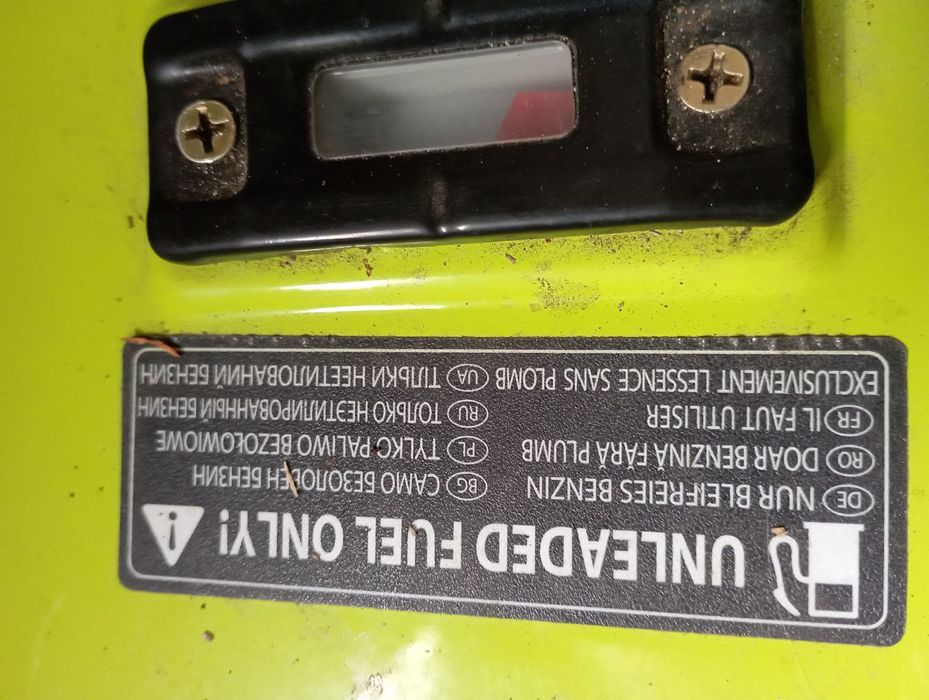 UNLEADED FUEL ONLY!
DE NUR BLEIFREIES BENZIN
RO DOAR BENZINĂ FĂRĂ PLUMB
FR IL FAUT UTILISER
EXCLUSIVEMENT LESSENCE SANS PLOMB
BG САМО БЕЗОЛОВЕН БЕНЗИН
PL TYLKO PALIWO BEZOŁOWIOWE
RU ТОЛЬКО НЕЭТИЛИРОВАННЫЙ БЕНЗИН
UA ТІЛЬКИ НЕЕТИЛОВАНИЙ БЕНЗИН